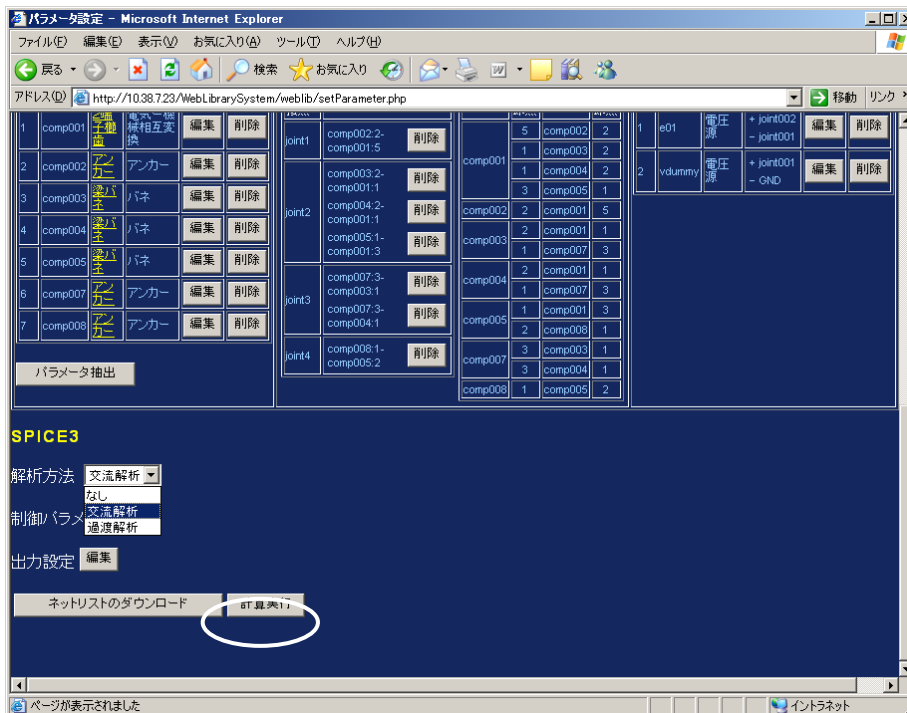 パラメータ設定 - Microsoft Internet Explorer
ファイル(F) 編集(E) 表示(V) お気に入り(A) ツール(T) ヘルプ(H)
戻る 検索 お気に入り
アドレス(D) http://10.38.7.23/WebLibrarySystem/weblib/setParameter.php 移動 リンク
1 comp001 電気-機械相互変換 編集 削除
2 comp002 アンカー アンカー 編集 削除
3 comp003 梁バネ バネ 編集 削除
4 comp004 梁バネ バネ 編集 削除
5 comp005 梁バネ バネ 編集 削除
6 comp007 アンカー アンカー 編集 削除
7 comp008 アンカー アンカー 編集 削除
パラメータ抽出
joint1 comp002:2-comp001:5 削除
joint2 comp003:2-comp001:1 削除
comp004:2-comp001:1 削除
comp005:1-comp001:3 削除
joint3 comp007:3-comp003:1 削除
comp007:3-comp004:1 削除
joint4 comp008:1-comp005:2 削除
comp001 5 comp002 2
1 comp003 2
1 comp004 2
3 comp005 1
comp002 2 comp001 5
comp003 2 comp001 1
1 comp007 3
comp004 2 comp001 1
1 comp007 3
comp005 1 comp001 3
2 comp008 1
comp007 3 comp003 1
3 comp004 1
comp008 1 comp005 2
1 e01 電圧源 + joint002 - joint001 編集 削除
2 vdummy 電圧源 + joint001 - GND 編集 削除
SPICE3
解析方法 交流解析
なし
交流解析
過渡解析
制御パラメ
出力設定 編集
ネットリストのダウンロード 計算実行
ページが表示されました イントラネット